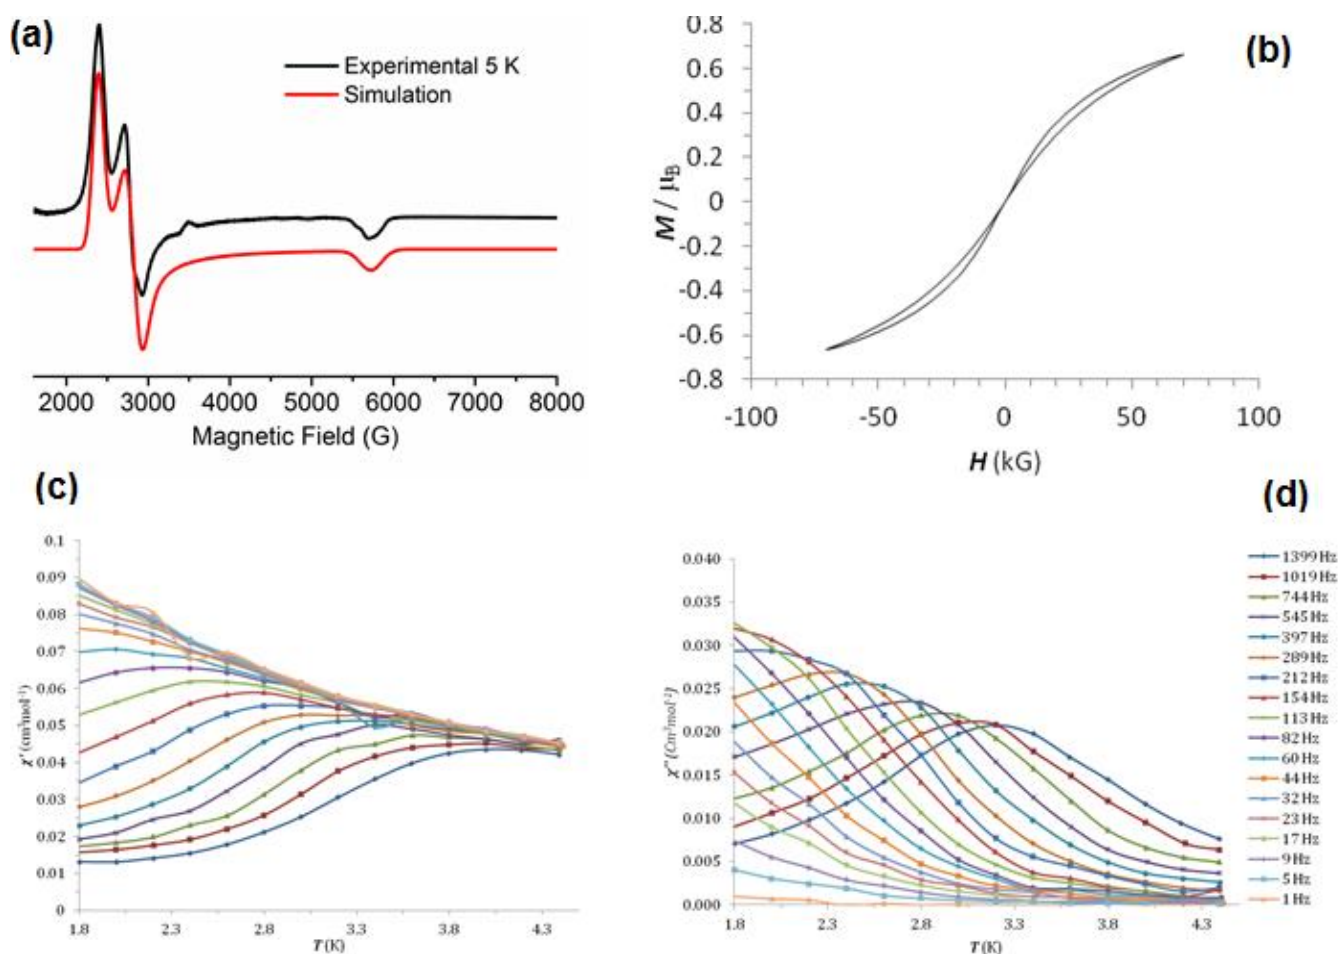 (a)
Experimental 5 K
Simulation
2000 3000 4000 5000 6000 7000 8000
Magnetic Field (G)
(b)
M / μB
0.8
0.6
0.4
0.2
0
-0.2
-0.4
-0.6
-0.8
-100 -50 0 50 100
H (kG)
(c)
χ' (cm³mol⁻¹)
0.1
0.09
0.08
0.07
0.06
0.05
0.04
0.03
0.02
0.01
0
1.8 2.3 2.8 3.3 3.8 4.3
T (K)
(d)
χ'' (Cm³mol⁻¹)
0.040
0.035
0.030
0.025
0.020
0.015
0.010
0.005
0.000
1.8 2.3 2.8 3.3 3.8 4.3
T (K)
1399 Hz
1019 Hz
744 Hz
545 Hz
397 Hz
289 Hz
212 Hz
154 Hz
113 Hz
82 Hz
60 Hz
44 Hz
32 Hz
23 Hz
17 Hz
9 Hz
5 Hz
1 Hz